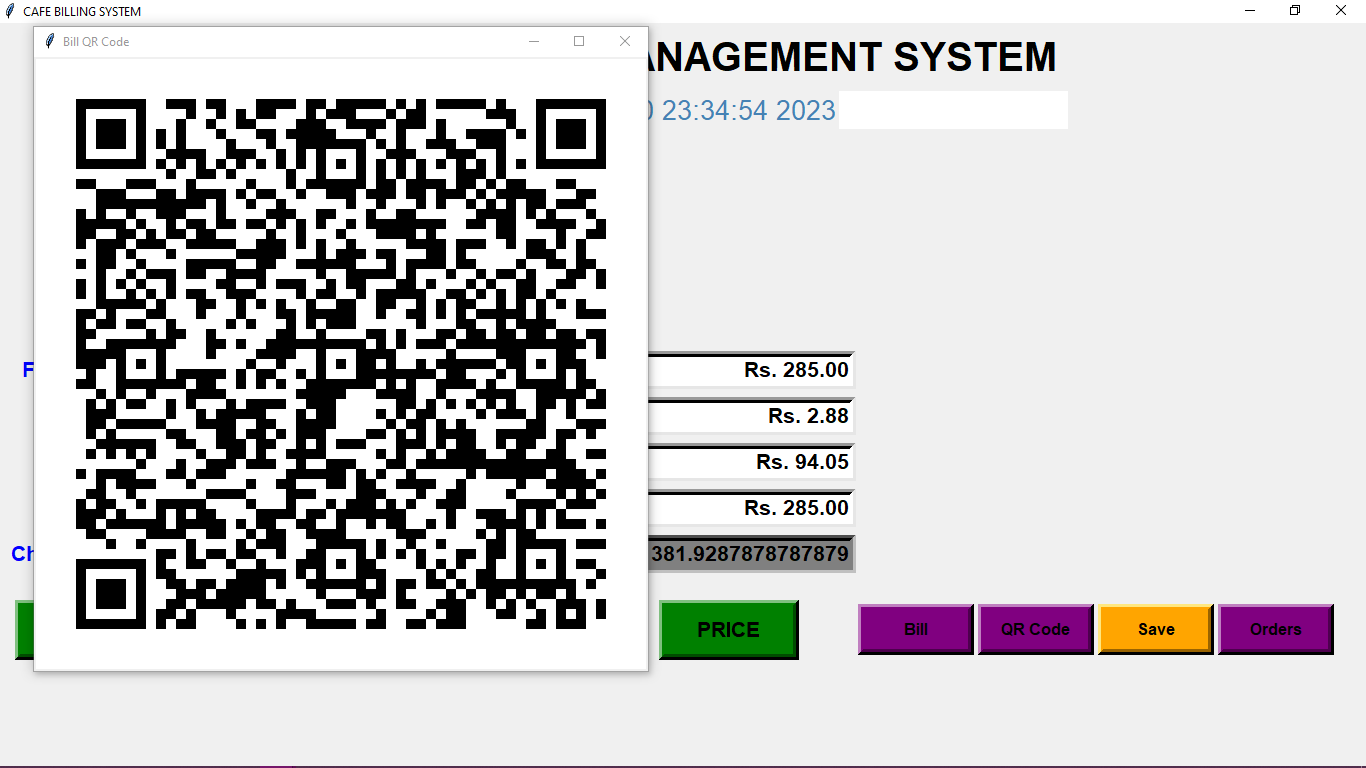 CAFE BILLING SYSTEM
Bill QR Code
ANAGEMENT SYSTEM
23:34:54 2023
F
Rs. 285.00
Rs. 2.88
Rs. 94.05
Rs. 285.00
Ch
381.9287878787879
PRICE
Bill
QR Code
Save
Orders